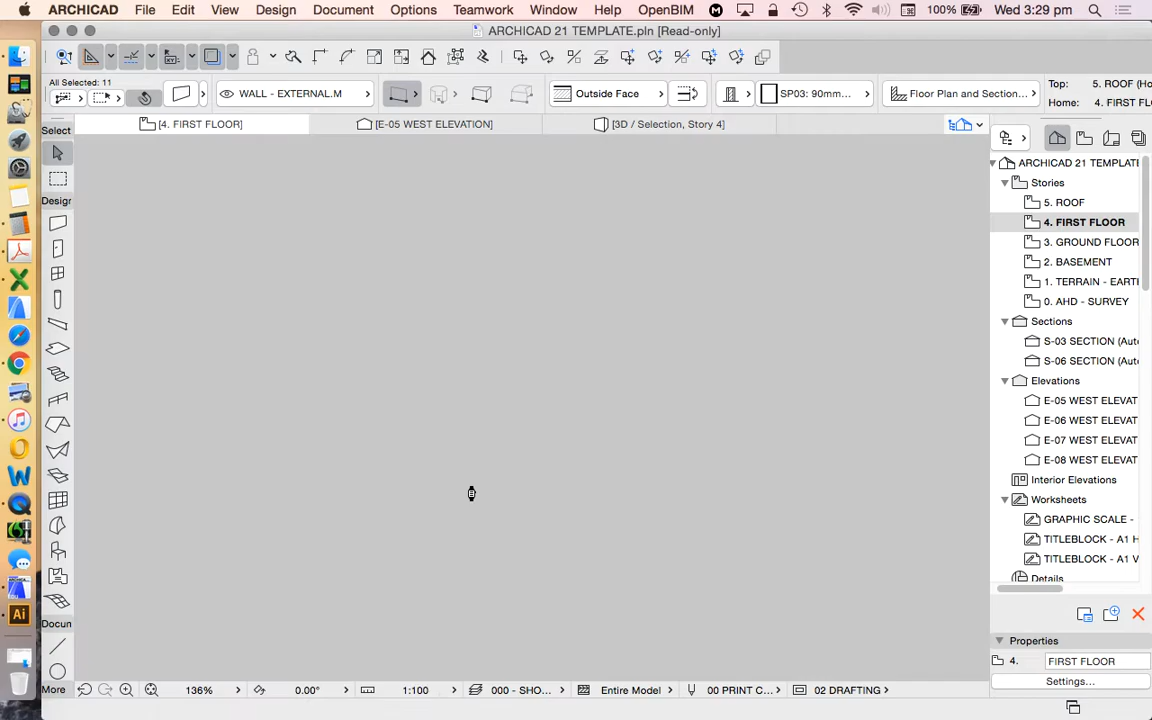 ARCHICAD File Edit View Design Document Options Teamwork Window Help OpenBIM 100% Wed 3:29 pm
ARCHICAD 21 TEMPLATE.pln [Read-only]
All Selected: 11
WALL - EXTERNAL.M
Outside Face
SP03: 90mm...
Floor Plan and Section...
Top: 5. ROOF (Ho
Home: 4. FIRST FL
Select
[4. FIRST FLOOR]
[E-05 WEST ELEVATION]
[3D / Selection, Story 4]
Design
ARCHICAD 21 TEMPLATE
Stories
5. ROOF
4. FIRST FLOOR
3. GROUND FLOOR
2. BASEMENT
1. TERRAIN - EARTH
0. AHD - SURVEY
Sections
S-03 SECTION (Aut
S-06 SECTION (Aut
Elevations
E-05 WEST ELEVAT
E-06 WEST ELEVAT
E-07 WEST ELEVAT
E-08 WEST ELEVAT
Interior Elevations
Worksheets
GRAPHIC SCALE -
TITLEBLOCK - A1 H
TITLEBLOCK - A1 V
Details
Docun
Properties
4. FIRST FLOOR
Settings...
More 136% 0.00° 1:100 000 - SHO... Entire Model 00 PRINT C... 02 DRAFTING
Ai